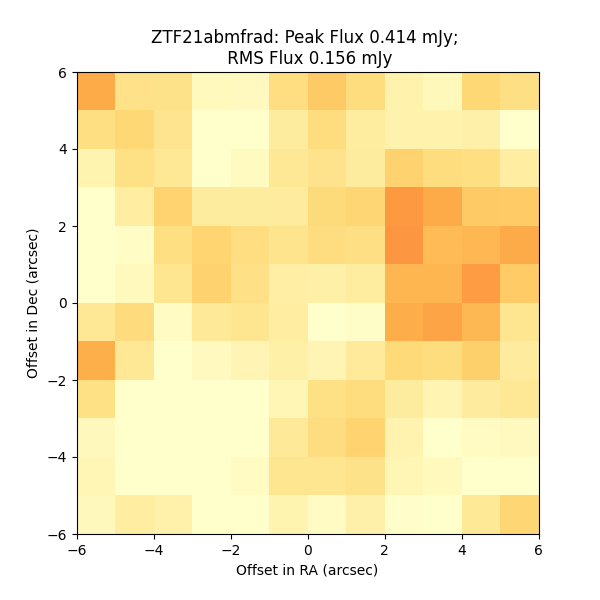 ZTF21abmfrad: Peak Flux 0.414 mJy;
RMS Flux 0.156 mJy
6
4
2
0
−2
−4
−6
Offset in Dec (arcsec)
−6 −4 −2 0 2 4 6
Offset in RA (arcsec)